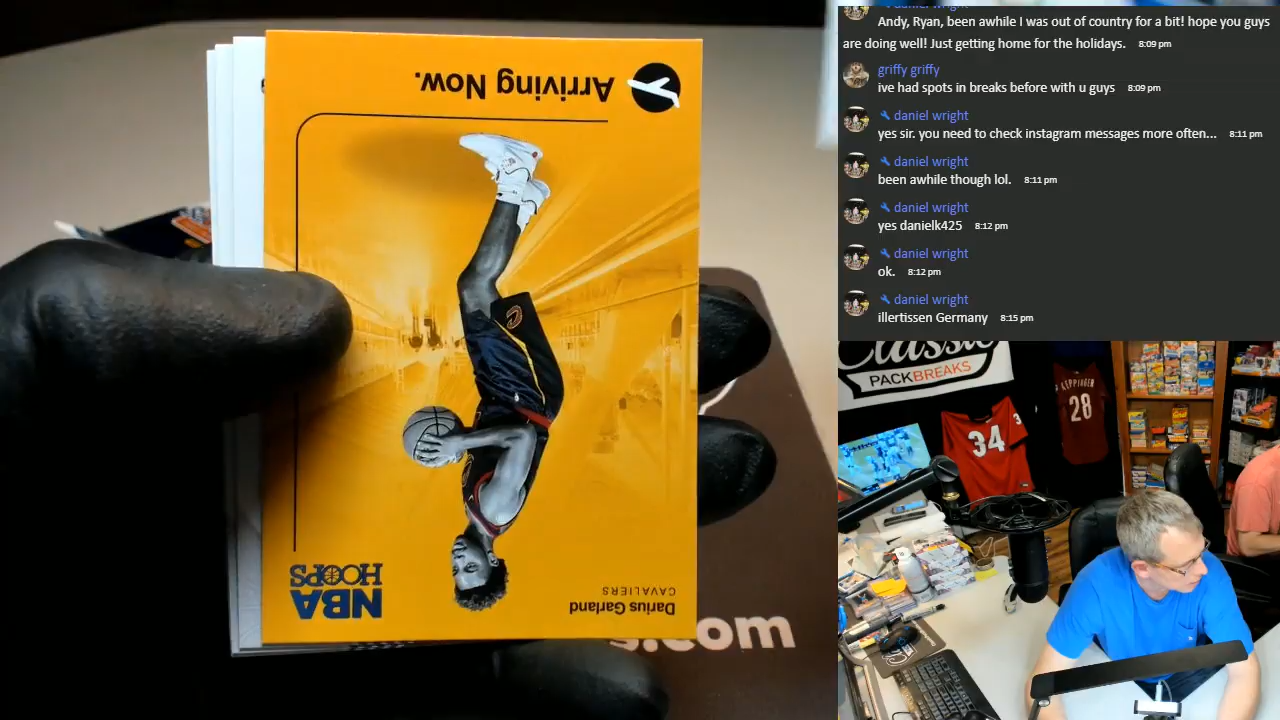 Arriving Now.
NBA
HOOPS
Darius Garland
CAVALIERS
s.com
Andy, Ryan, been awhile I was out of country for a bit! hope you guys
are doing well! Just getting home for the holidays. 8:09 pm
griffy griffy
ive had spots in breaks before with u guys 8:09 pm
daniel wright
yes sir. you need to check instagram messages more often... 8:11 pm
daniel wright
been awhile though lol. 8:11 pm
daniel wright
yes danielk425 8:12 pm
daniel wright
ok. 8:12 pm
daniel wright
illertissen Germany 8:15 pm
Classic
PACKBREAKS
34
KEPPINGER
28